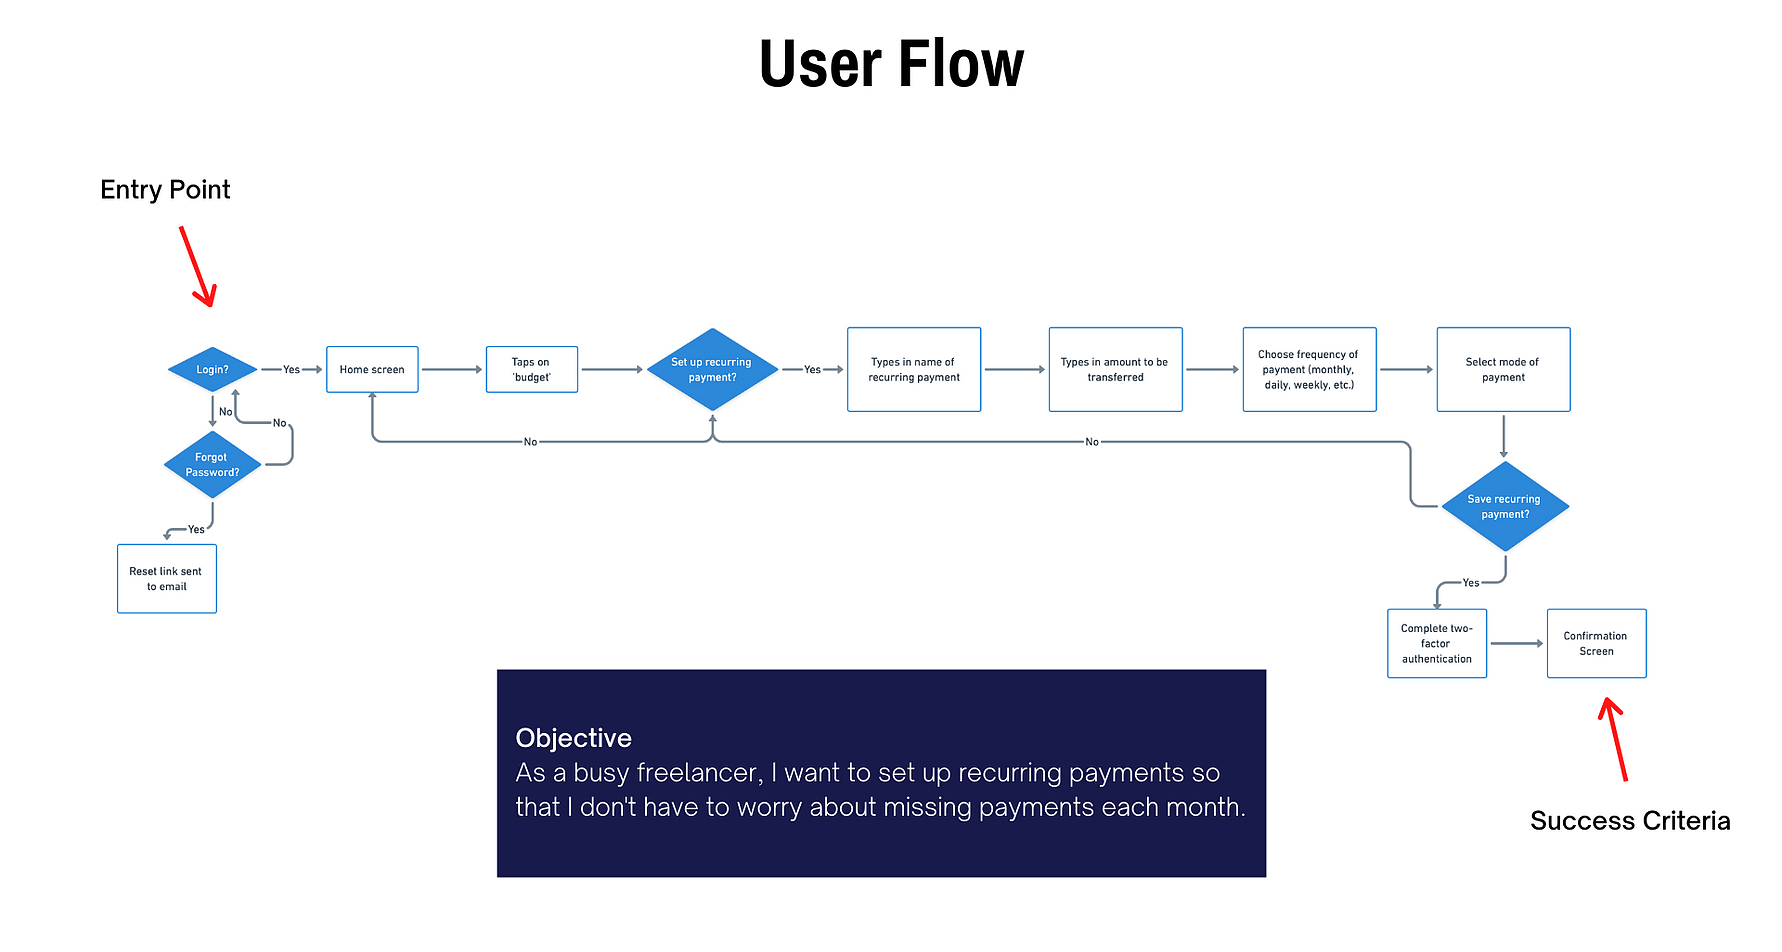 User Flow
Entry Point
Login?
Yes
Home screen
Taps on
'budget'
Set up recurring
payment?
Yes
Types in name of
recurring payment
Types in amount to be
transferred
Choose frequency of
payment (monthly,
daily, weekly, etc.)
Select mode of
payment
No
No
No
No
Forgot
Password?
Yes
Reset link sent
to email
Save recurring
payment?
Yes
Complete two-
factor
authentication
Confirmation
Screen
Objective
As a busy freelancer, I want to set up recurring payments so
that I don't have to worry about missing payments each month.
Success Criteria